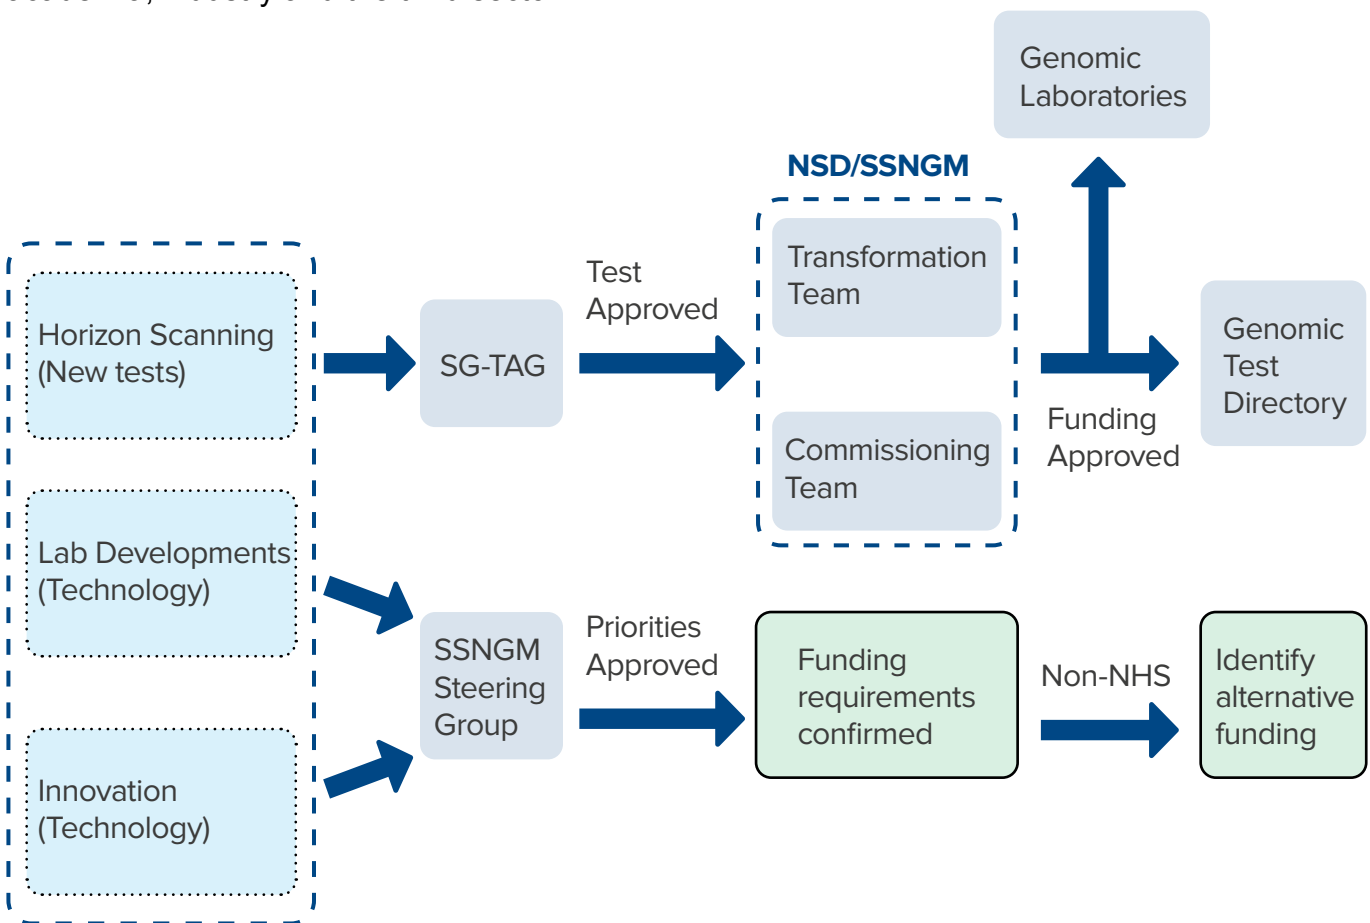 Genomic
Laboratories
NSD/SSNGM
Transformation
Team
Test
Approved
Horizon Scanning
(New tests)
SG-TAG
Genomic
Test
Directory
Funding
Approved
Commissioning
Team
Lab Developments
(Technology)
SSNGM
Steering
Group
Priorities
Approved
Funding
requirements
confirmed
Non-NHS
Identify
alternative
funding
Innovation
(Technology)